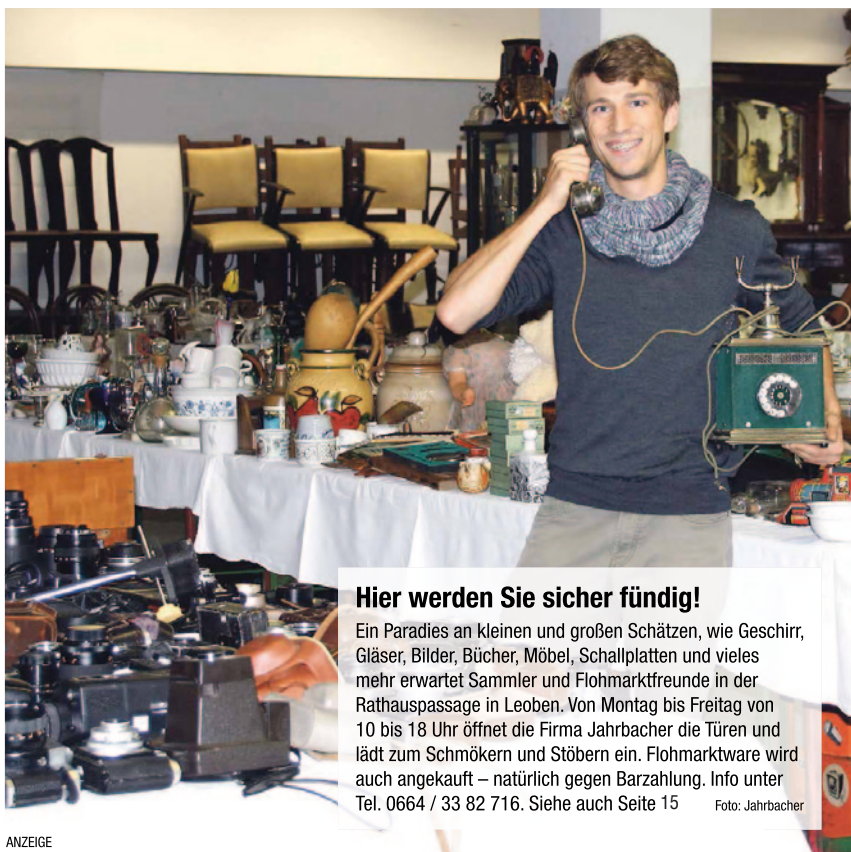 Hier werden Sie sicher fündig!
Ein Paradies an kleinen und großen Schätzen, wie Geschirr,
Gläser, Bilder, Bücher, Möbel, Schallplatten und vieles
mehr erwartet Sammler und Flohmarktfreunde in der
Rathauspassage in Leoben. Von Montag bis Freitag von
10 bis 18 Uhr öffnet die Firma Jahrbacher die Türen und
lädt zum Schmökern und Stöbern ein. Flohmarktware wird
auch angekauft – natürlich gegen Barzahlung. Info unter
Tel. 0664 / 33 82 716. Siehe auch Seite 15 Foto: Jahrbacher
ANZEIGE